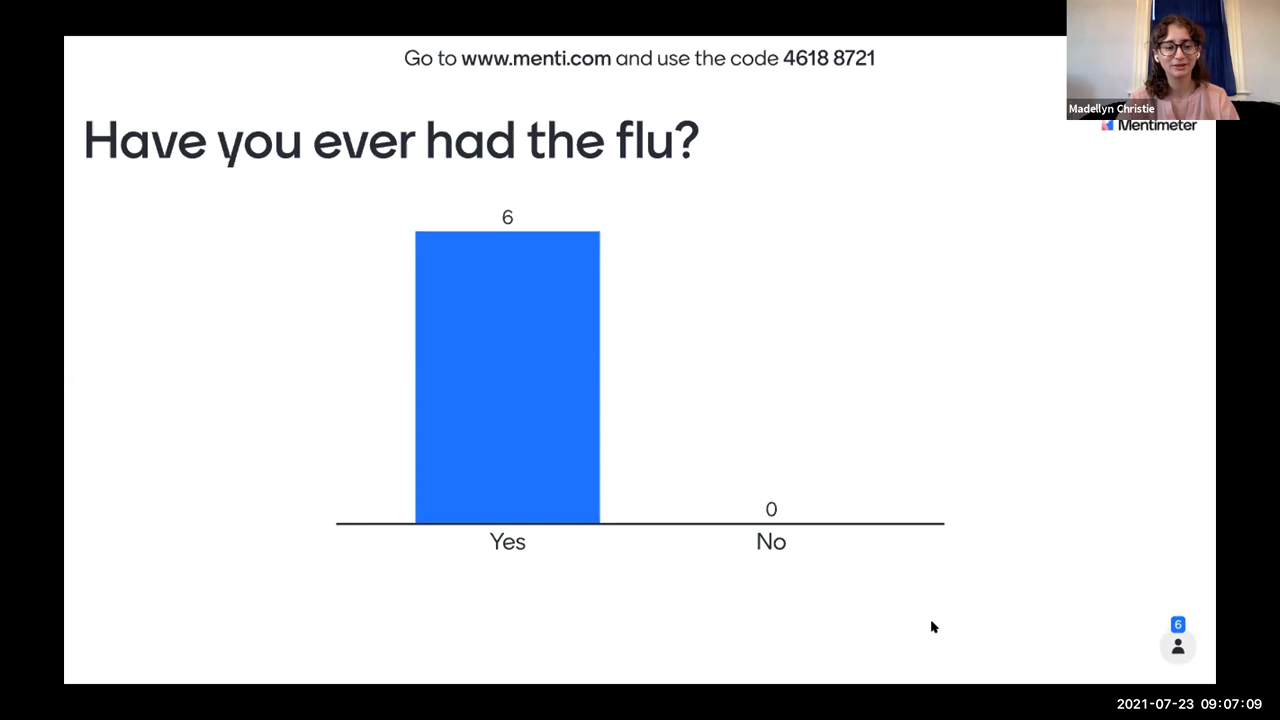 Go to www.menti.com and use the code 4618 8721
Madellyn Christie
Mentimeter
Have you ever had the flu?
6
0
Yes
No
6
2021-07-23 09:07:09